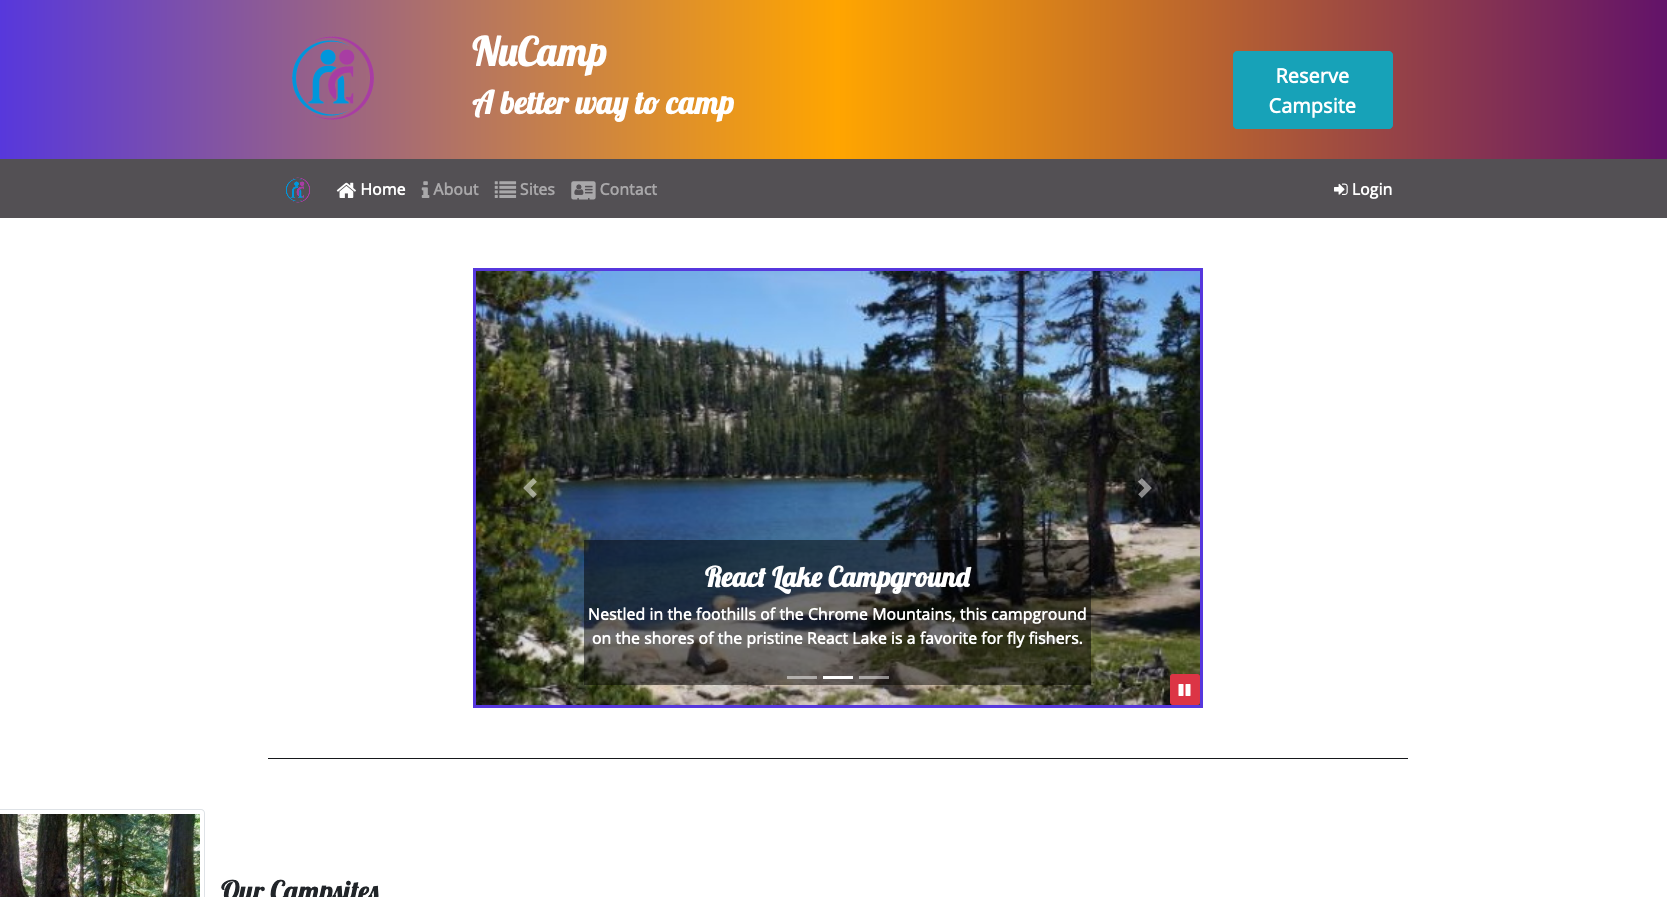 NuCamp
A better way to camp
Reserve
Campsite
Home About Sites Contact
Login
React Lake Campground
Nestled in the foothills of the Chrome Mountains, this campground
on the shores of the pristine React Lake is a favorite for fly fishers.
Our Campsites